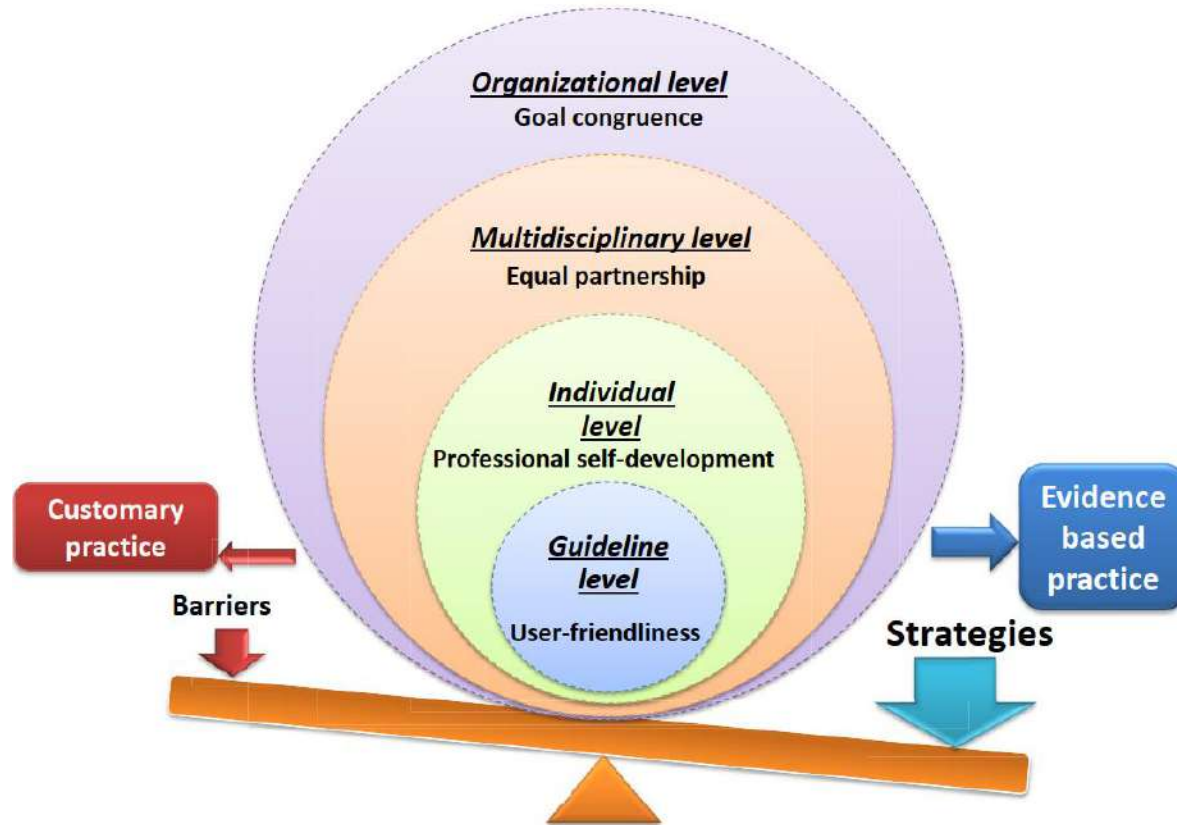 Organizational level
Goal congruence
Multidisciplinary level
Equal partnership
Individual
level
Professional self-development
Guideline
level
User-friendliness
Customary
practice
Barriers
Evidence
based
practice
Strategies